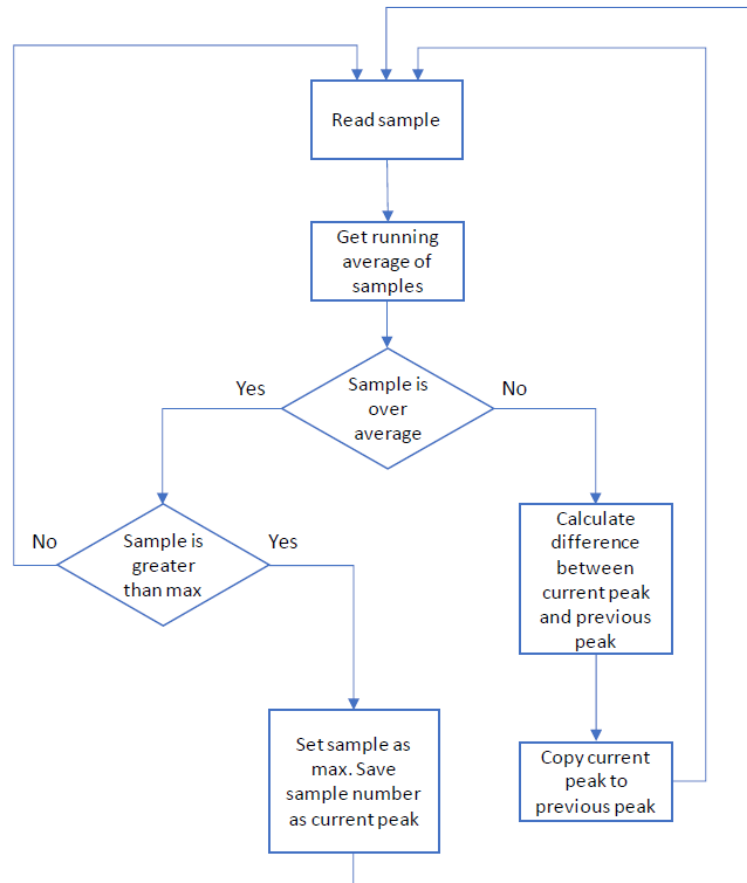 Read sample
Get running
average of
samples
Yes
Sample is
over
average
No
No
Sample is
greater
than max
Yes
Calculate
difference
between
current peak
and previous
peak
Set sample as
max. Save
sample number
as current peak
Copy current
peak to
previous peak